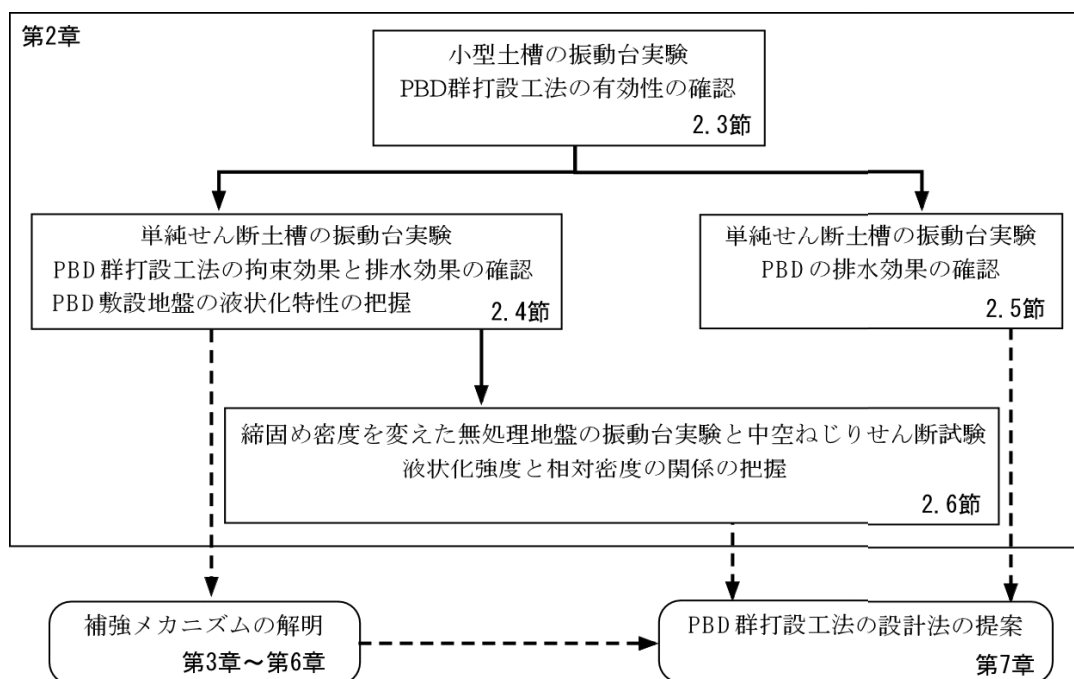 第2章
小型土槽の振動台実験
PBD群打設工法の有効性の確認
2.3節
単純せん断土槽の振動台実験
PBD群打設工法の拘束効果と排水効果の確認
PBD敷設地盤の液状化特性の把握
2.4節
単純せん断土槽の振動台実験
PBDの排水効果の確認
2.5節
締固め密度を変えた無処理地盤の振動台実験と中空ねじりせん断試験
液状化強度と相対密度の関係の把握
2.6節
補強メカニズムの解明
第3章～第6章
PBD群打設工法の設計法の提案
第7章